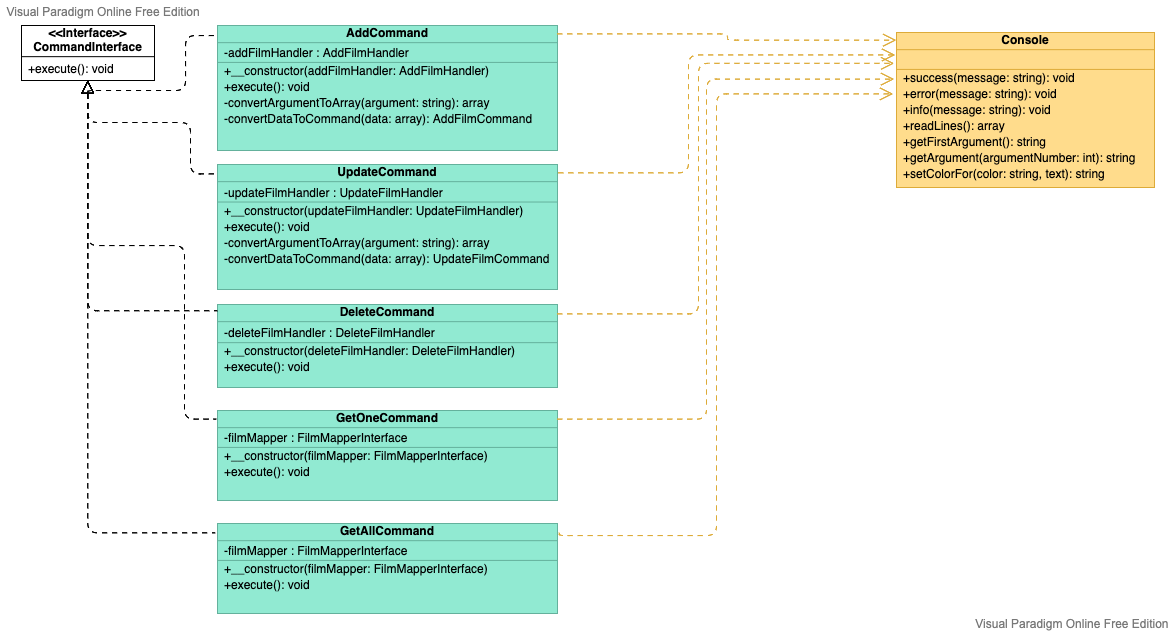 Visual Paradigm Online Free Edition
<<Interface>>
CommandInterface
+execute(): void
AddCommand
-addFilmHandler : AddFilmHandler
+__constructor(addFilmHandler: AddFilmHandler)
+execute(): void
-convertArgumentToArray(argument: string): array
-convertDataToCommand(data: array): AddFilmCommand
UpdateCommand
-updateFilmHandler : UpdateFilmHandler
+__constructor(updateFilmHandler: UpdateFilmHandler)
+execute(): void
-convertArgumentToArray(argument: string): array
-convertDataToCommand(data: array): UpdateFilmCommand
DeleteCommand
-deleteFilmHandler : DeleteFilmHandler
+__constructor(deleteFilmHandler: DeleteFilmHandler)
+execute(): void
GetOneCommand
-filmMapper : FilmMapperInterface
+__constructor(filmMapper: FilmMapperInterface)
+execute(): void
GetAllCommand
-filmMapper : FilmMapperInterface
+__constructor(filmMapper: FilmMapperInterface)
+execute(): void
Console
+success(message: string): void
+error(message: string): void
+info(message: string): void
+readLines(): array
+getFirstArgument(): string
+getArgument(argumentNumber: int): string
+setColorFor(color: string, text): string
Visual Paradigm Online Free Edition